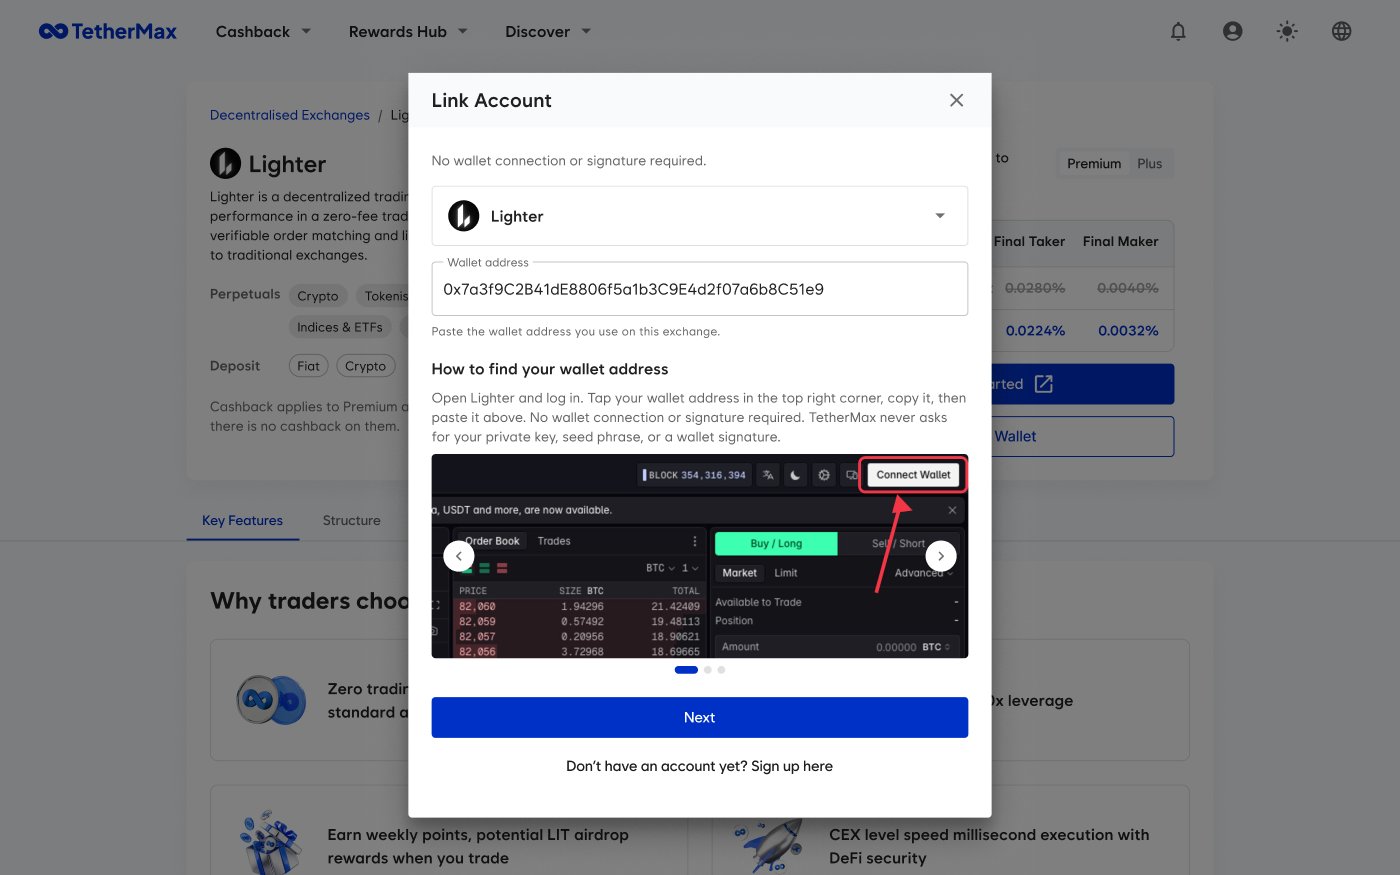 TetherMax
Cashback
Rewards Hub
Discover
Link Account
Decentralised Exchanges / Lig
Lighter
Lighter is a decentralized tradin
performance in a zero-fee trad
verifiable order matching and li
to traditional exchanges.
Perpetuals
Crypto
Tokenis
Indices & ETFs
Deposit
Fiat
Crypto
Cashback applies to Premium a
there is no cashback on them.
to
Premium
Plus
Final Taker
Final Maker
0.0280%
0.0040%
0.0224%
0.0032%
arted
Wallet
No wallet connection or signature required.
Lighter
Wallet address
0x7a3f9C2B41dE8806f5a1b3C9E4d2f07a6b8C51e9
Paste the wallet address you use on this exchange.
How to find your wallet address
Open Lighter and log in. Tap your wallet address in the top right corner, copy it, then
paste it above. No wallet connection or signature required. TetherMax never asks
for your private key, seed phrase, or a wallet signature.
BLOCK 354,316,394
Connect Wallet
a, USDT and more, are now available.
Order Book
Trades
Buy / Long
Sell / Short
BTC
1
Market
Limit
Advanced
PRICE
SIZE BTC
TOTAL
82,060
1.94296
21.42409
82,059
0.57492
19.48113
82,057
0.20956
18.90621
82,056
3.72968
18.69665
Available to Trade
-
Position
-
Amount
0.00000 BTC
Next
Don't have an account yet? Sign up here
Key Features
Structure
Why traders choo
Zero tradin
standard a
0x leverage
Earn weekly points, potential LIT airdrop
rewards when you trade
CEX level speed millisecond execution with
DeFi security